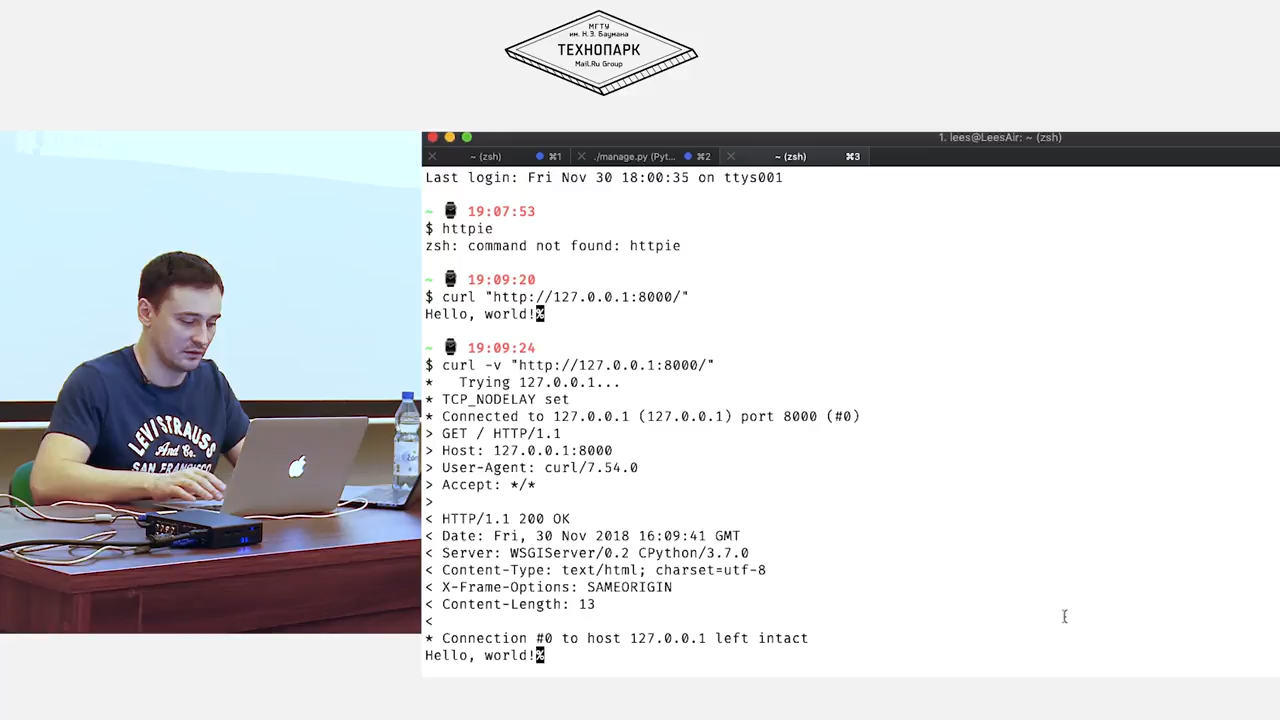 МГТУ
им. Н.Э. Баумана
ТЕХНОПАРК
Mail.Ru Group
1. lees@LeesAir: ~ (zsh)
~ (zsh) ⌘1 ./manage.py (Pyt... ⌘2 ~ (zsh) ⌘3
Last login: Fri Nov 30 18:00:35 on ttys001
~ ⌚ 19:07:53
$ httpie
zsh: command not found: httpie
~ ⌚ 19:09:20
$ curl "http://127.0.0.1:8000/"
Hello, world!%
~ ⌚ 19:09:24
$ curl -v "http://127.0.0.1:8000/"
*   Trying 127.0.0.1...
* TCP_NODELAY set
* Connected to 127.0.0.1 (127.0.0.1) port 8000 (#0)
> GET / HTTP/1.1
> Host: 127.0.0.1:8000
> User-Agent: curl/7.54.0
> Accept: */*
>
< HTTP/1.1 200 OK
< Date: Fri, 30 Nov 2018 16:09:41 GMT
< Server: WSGIServer/0.2 CPython/3.7.0
< Content-Type: text/html; charset=utf-8
< X-Frame-Options: SAMEORIGIN
< Content-Length: 13
<
* Connection #0 to host 127.0.0.1 left intact
Hello, world!%
LEVI STRAUSS
And Co.
SAN FRANCISCO